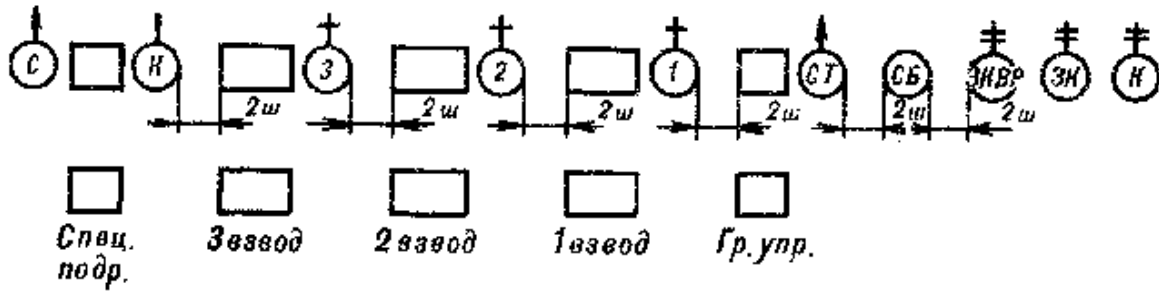 С К 3 2 1 СТ СБ ЗКВР ЗК К
2ш 2ш 2ш 2ш 2ш 2ш
Спец. подр.
3 взвод
2 взвод
1 взвод
Гр. упр.